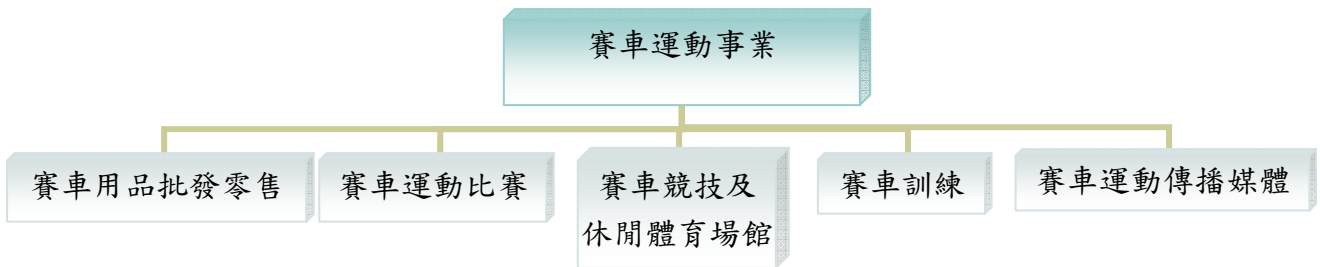 賽車運動事業
賽車用品批發零售
賽車運動比賽
賽車競技及
休閒體育場館
賽車訓練
賽車運動傳播媒體